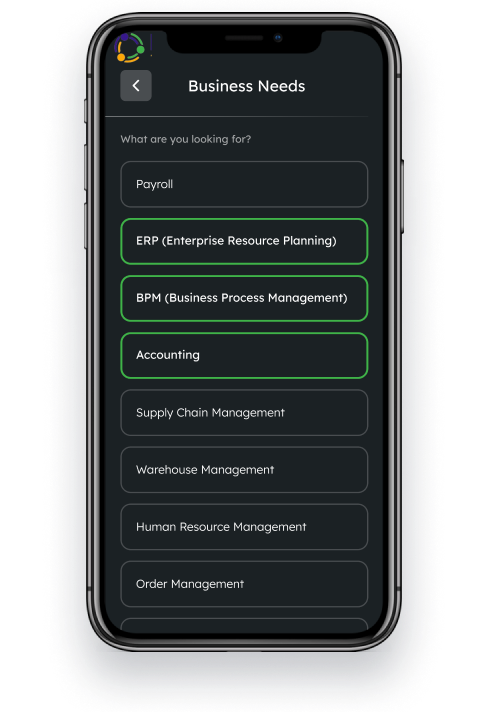 Business Needs
What are you looking for?
Payroll
ERP (Enterprise Resource Planning)
BPM (Business Process Management)
Accounting
Supply Chain Management
Warehouse Management
Human Resource Management
Order Management